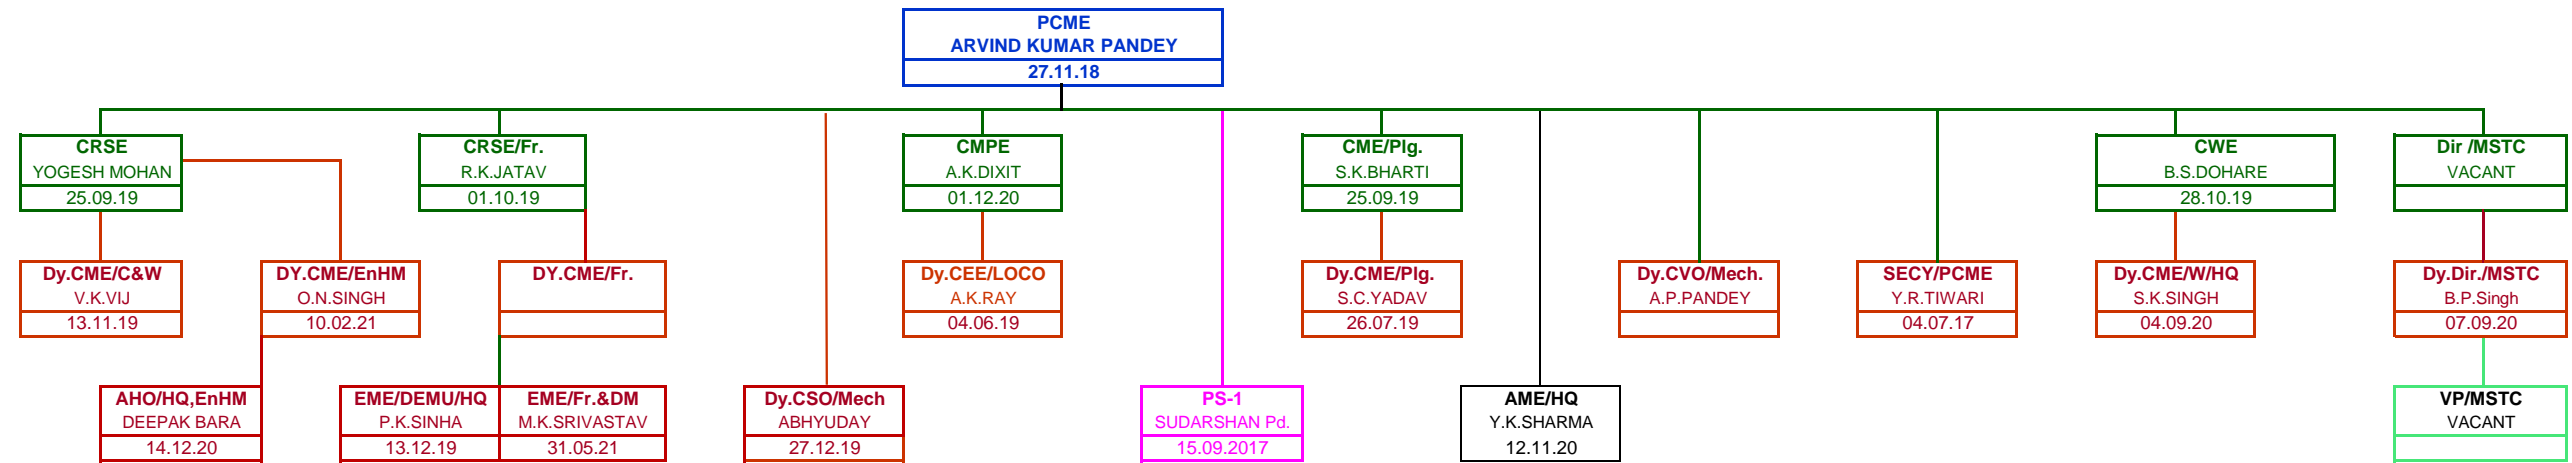 PCME
ARVIND KUMAR PANDEY
27.11.18
CRSE
YOGESH MOHAN
25.09.19
CRSE/Fr.
R.K.JATAV
01.10.19
CMPE
A.K.DIXIT
01.12.20
CME/Plg.
S.K.BHARTI
25.09.19
CWE
B.S.DOHARE
28.10.19
Dir /MSTC
VACANT
Dy.CME/C&W
V.K.VIJ
13.11.19
DY.CME/EnHM
O.N.SINGH
10.02.21
DY.CME/Fr.
Dy.CEE/LOCO
A.K.RAY
04.06.19
Dy.CME/Plg.
S.C.YADAV
26.07.19
Dy.CVO/Mech.
A.P.PANDEY
SECY/PCME
Y.R.TIWARI
04.07.17
Dy.CME/W/HQ
S.K.SINGH
04.09.20
Dy.Dir./MSTC
B.P.Singh
07.09.20
AHO/HQ,EnHM
DEEPAK BARA
14.12.20
EME/DEMU/HQ
P.K.SINHA
13.12.19
EME/Fr.&DM
M.K.SRIVASTAV
31.05.21
Dy.CSO/Mech
ABHYUDAY
27.12.19
PS-1
SUDARSHAN Pd.
15.09.2017
AME/HQ
Y.K.SHARMA
12.11.20
VP/MSTC
VACANT